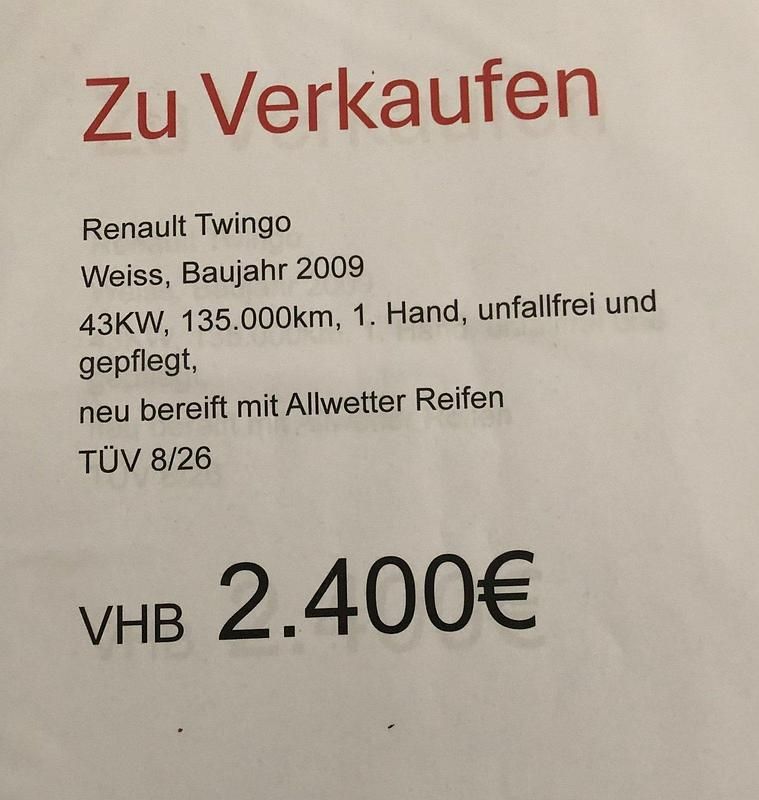 Zu Verkaufen
Renault Twingo
Weiss, Baujahr 2009
43KW, 135.000km, 1. Hand, unfallfrei und
gepflegt,
neu bereift mit Allwetter Reifen
TÜV 8/26
VHB 2.400€